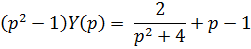 (p² − 1)Y(p) = 2/(p² + 4) + p − 1